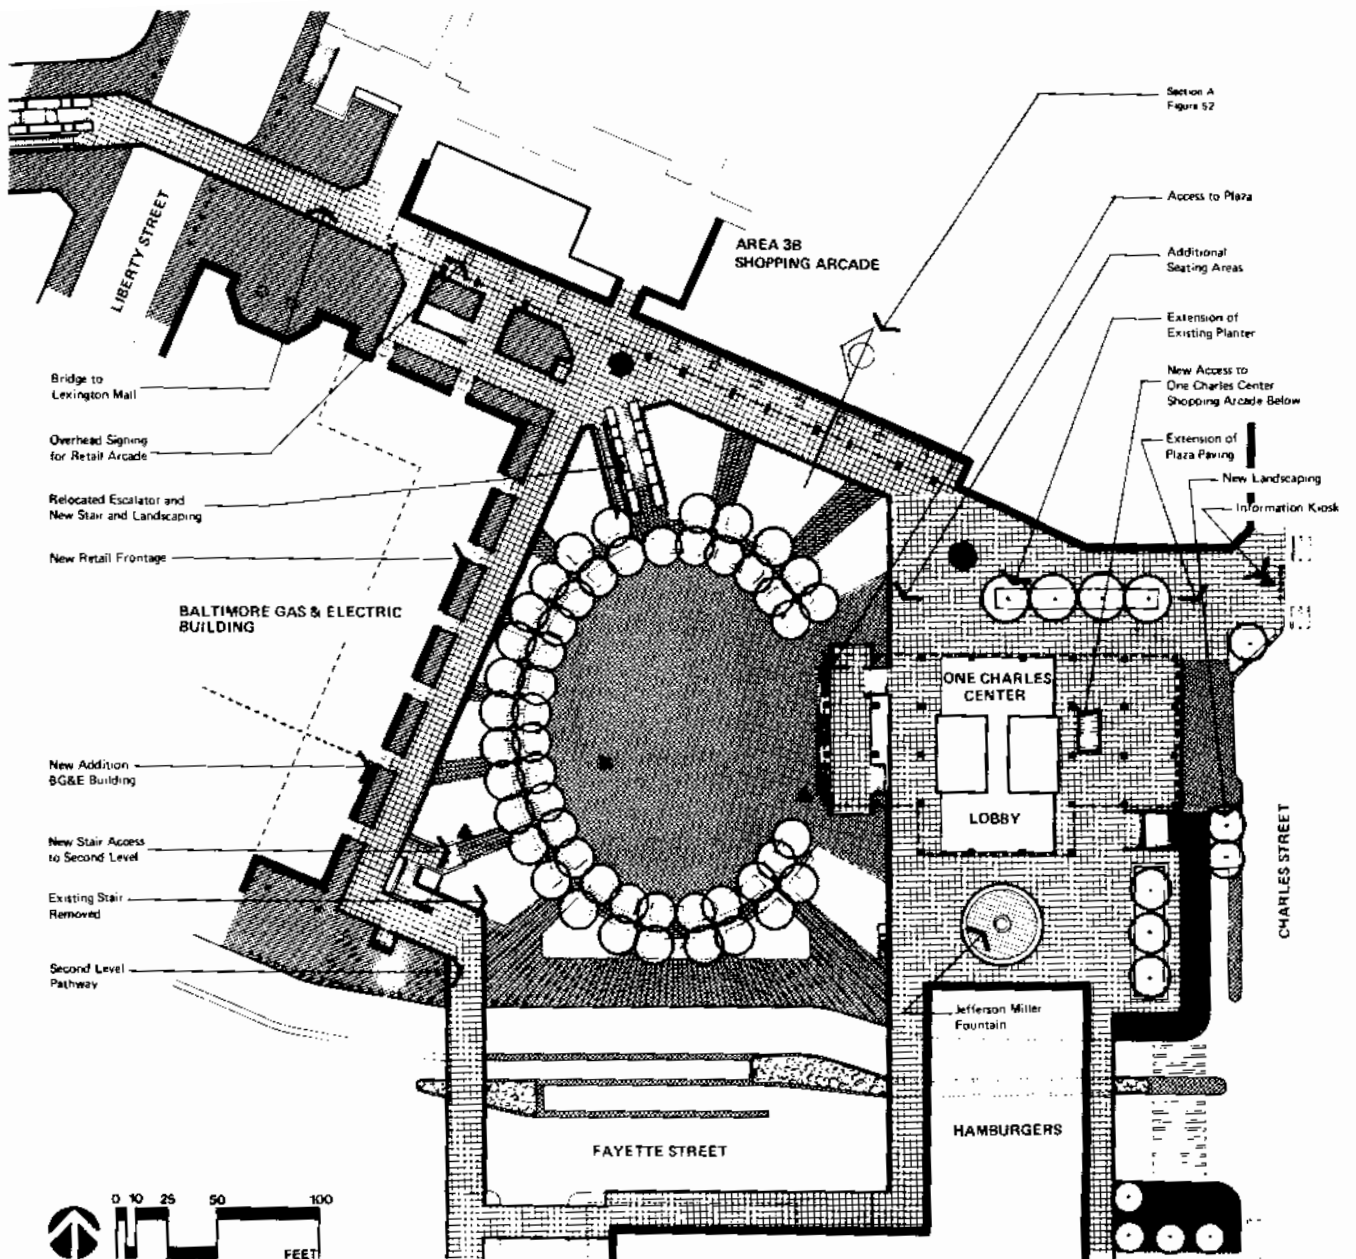 Section A
Figure 52
Access to Plaza
AREA 3B
SHOPPING ARCADE
Additional
Seating Areas
LIBERTY STREET
Extension of
Existing Planter
New Access to
One Charles Center
Shopping Arcade Below
Bridge to
Lexington Mall
Extension of
Plaza Paving
Overhead Signing
for Retail Arcade
New Landscaping
Information Kiosk
Relocated Escalator and
New Stair and Landscaping
New Retail Frontage
BALTIMORE GAS & ELECTRIC
BUILDING
ONE CHARLES
CENTER
New Addition
BG&E Building
LOBBY
New Stair Access
to Second Level
CHARLES STREET
Existing Stair
Removed
Second Level
Pathway
Jefferson Miller
Fountain
HAMBURGERS
FAYETTE STREET
0 10 25 50 100
FEET